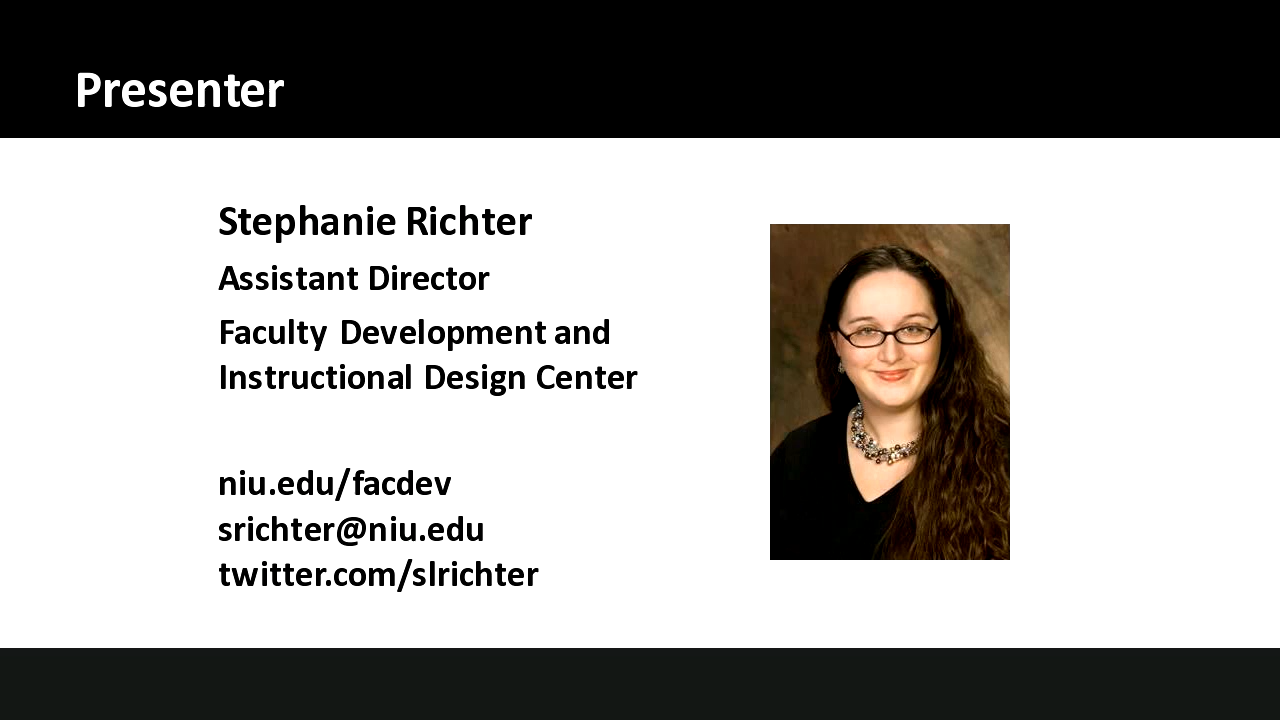 Presenter
Stephanie Richter
Assistant Director
Faculty Development and
Instructional Design Center
niu.edu/facdev
srichter@niu.edu
twitter.com/slrichter